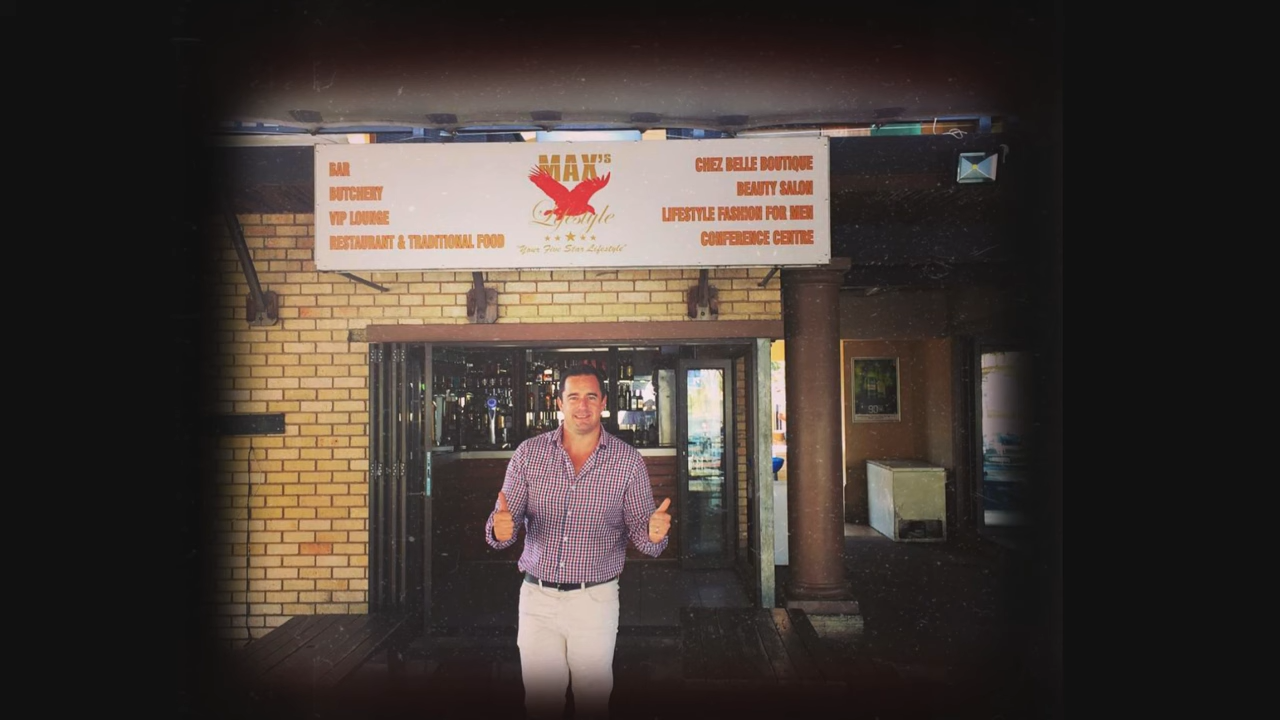 BAR
BUTCHERY
VIP LOUNGE
RESTAURANT & TRADITIONAL FOOD
MAX'S
Lifestyle
"Your Five Star Lifestyle"
CHEZ BELLE BOUTIQUE
BEAUTY SALON
LIFESTYLE FASHION FOR MEN
CONFERENCE CENTRE